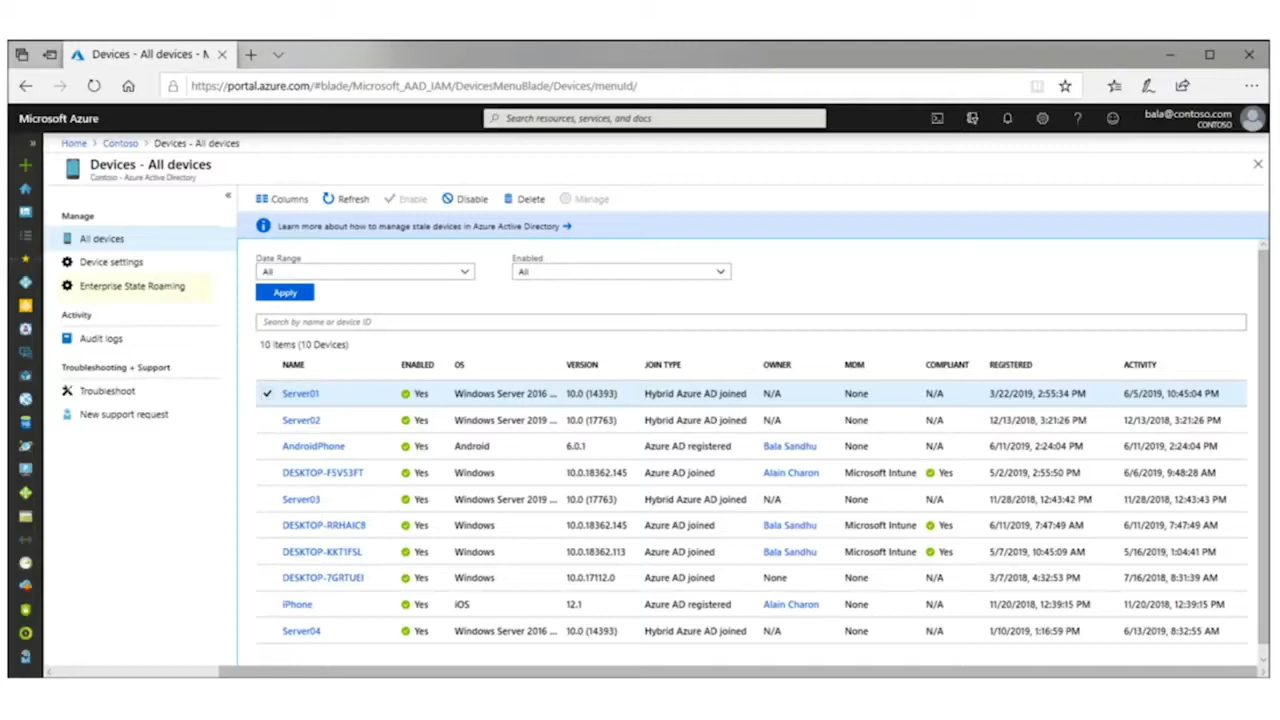 Devices - All devices - M
https://portal.azure.com/#blade/Microsoft_AAD_IAM/DevicesMenuBlade/Devices/menuId/
Microsoft Azure
Search resources, services, and docs
bala@contoso.com
CONTOSO
Home > Contoso > Devices - All devices
Devices - All devices
Contoso - Azure Active Directory
Manage
All devices
Device settings
Enterprise State Roaming
Activity
Audit logs
Troubleshooting + Support
Troubleshoot
New support request
Columns Refresh Enable Disable Delete Manage
Learn more about how to manage stale devices in Azure Active Directory →
Date Range Enabled
All All
Apply
Search by name or device ID
10 items (10 Devices)
NAME ENABLED OS VERSION JOIN TYPE OWNER MDM COMPLIANT REGISTERED ACTIVITY
Server01 Yes Windows Server 2016 ... 10.0 (14393) Hybrid Azure AD joined N/A None N/A 3/22/2019, 2:55:34 PM 6/5/2019, 10:45:04 PM
Server02 Yes Windows Server 2019 ... 10.0 (17763) Hybrid Azure AD joined N/A None N/A 12/13/2018, 3:21:26 PM 12/13/2018, 3:21:26 PM
AndroidPhone Yes Android 6.0.1 Azure AD registered Bala Sandhu None N/A 6/11/2019, 2:24:04 PM 6/11/2019, 2:24:04 PM
DESKTOP-F5V53FT Yes Windows 10.0.18362.145 Azure AD joined Alain Charon Microsoft Intune Yes 5/2/2019, 2:55:50 PM 6/6/2019, 9:48:28 AM
Server03 Yes Windows Server 2019 ... 10.0 (17763) Hybrid Azure AD joined N/A None N/A 11/28/2018, 12:43:42 PM 11/28/2018, 12:43:43 PM
DESKTOP-RRHAIC8 Yes Windows 10.0.18362.145 Azure AD joined Bala Sandhu Microsoft Intune Yes 6/11/2019, 7:47:49 AM 6/11/2019, 7:47:49 AM
DESKTOP-KKT1FSL Yes Windows 10.0.18362.113 Azure AD joined Bala Sandhu Microsoft Intune Yes 5/7/2019, 10:45:09 AM 5/16/2019, 1:04:41 PM
DESKTOP-7GRTUEI Yes Windows 10.0.17112.0 Azure AD joined None None N/A 3/7/2018, 4:32:53 PM 7/16/2018, 8:31:39 AM
iPhone Yes iOS 12.1 Azure AD registered Alain Charon None N/A 11/20/2018, 12:39:15 PM 11/20/2018, 12:39:15 PM
Server04 Yes Windows Server 2016 ... 10.0 (14393) Hybrid Azure AD joined N/A None N/A 1/10/2019, 1:16:59 PM 6/13/2019, 8:32:55 AM